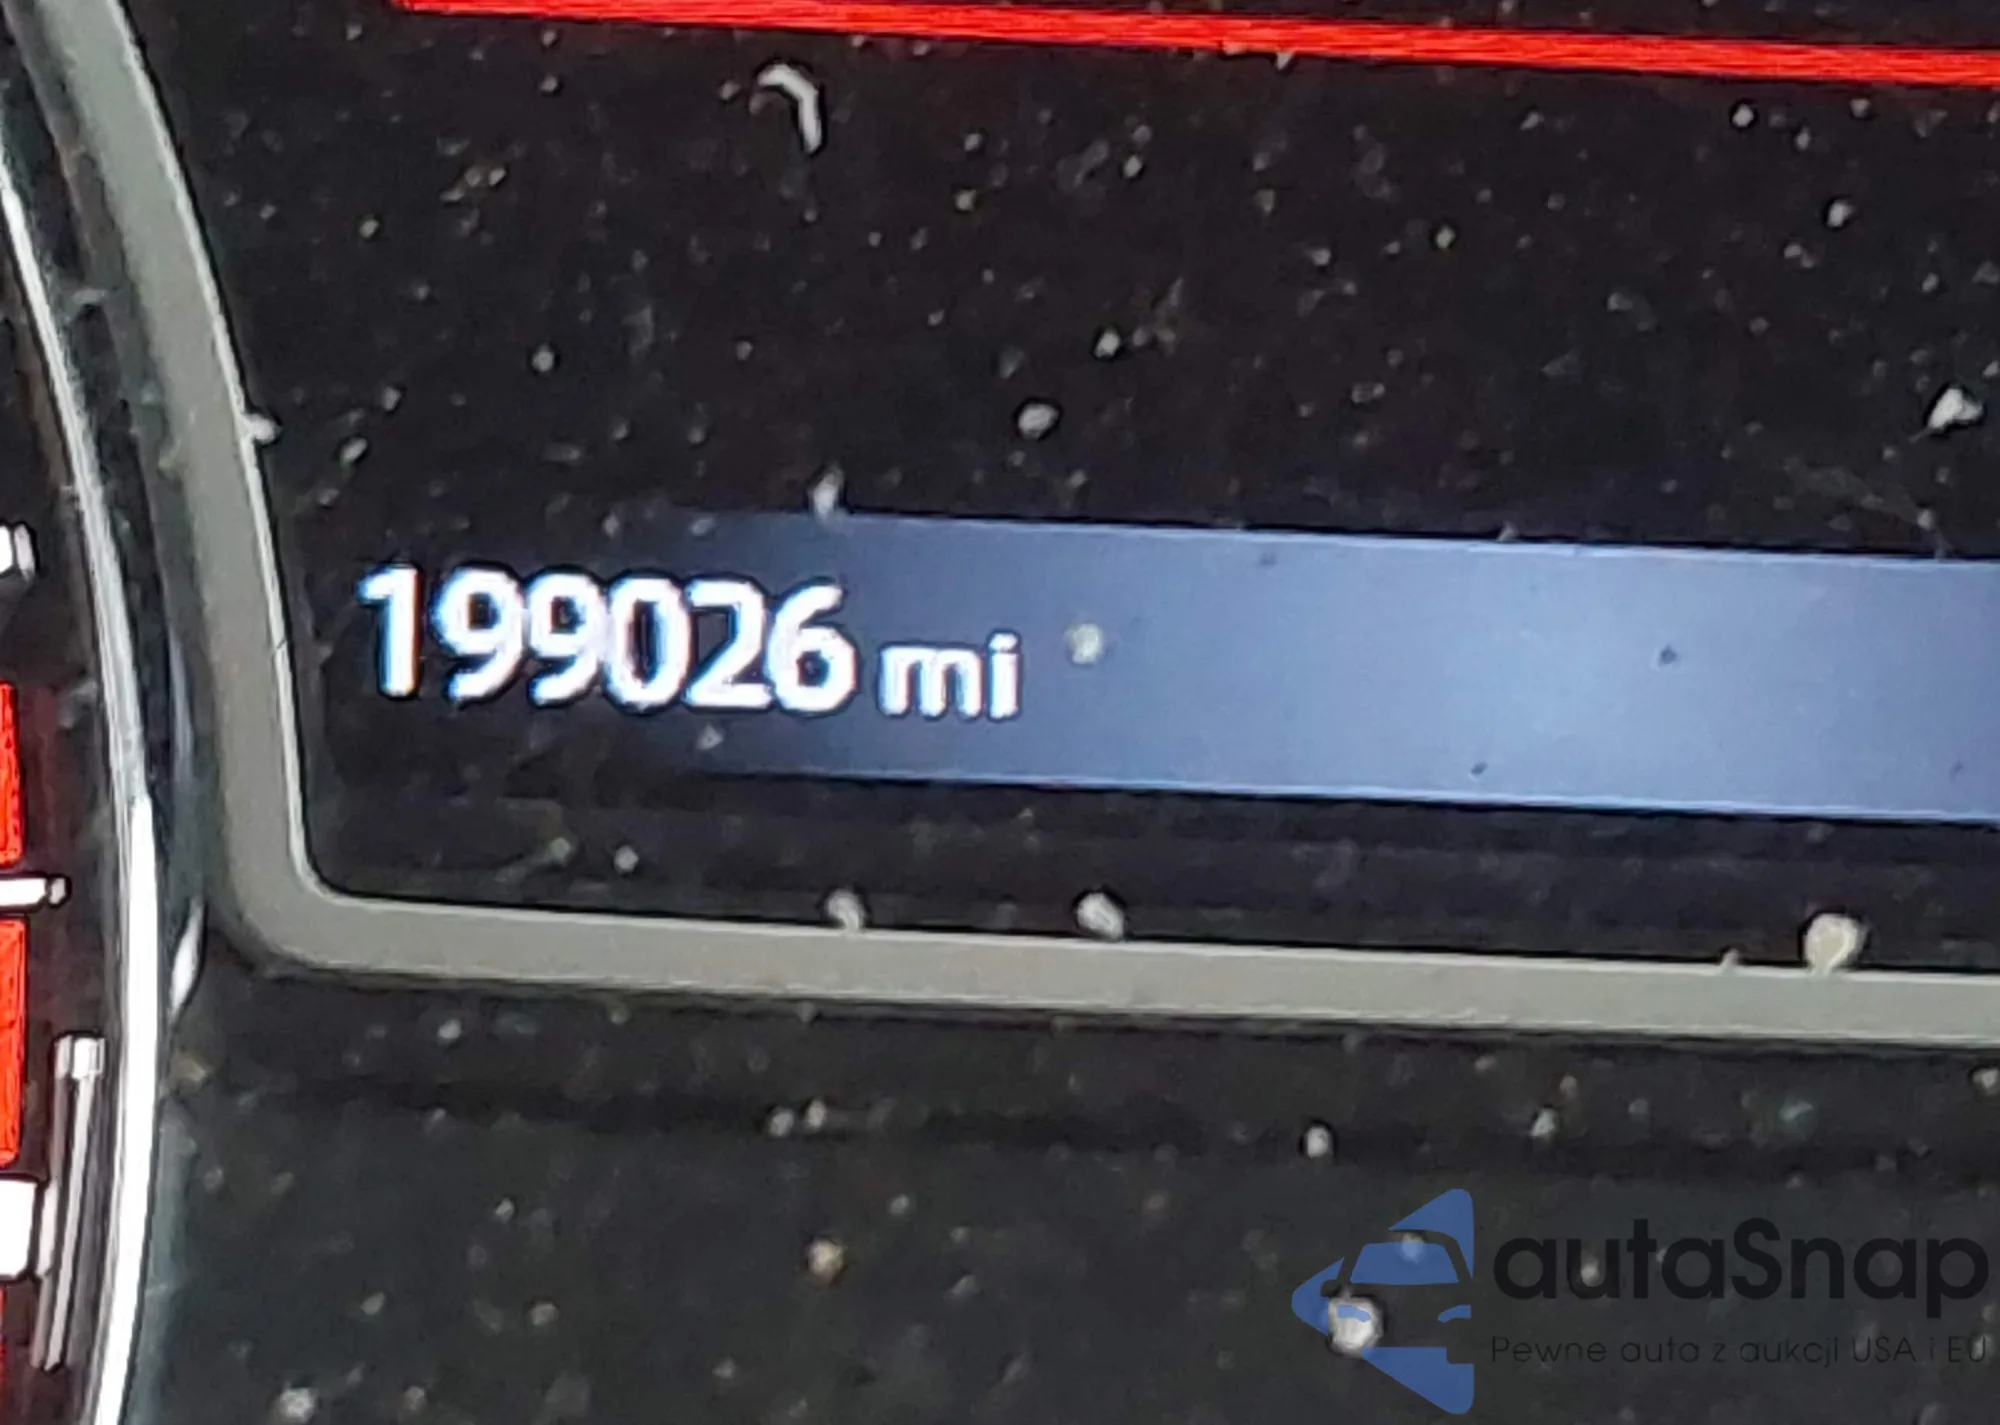 199026 mi
autaSnap
Pewne auta z aukcji USA i EU